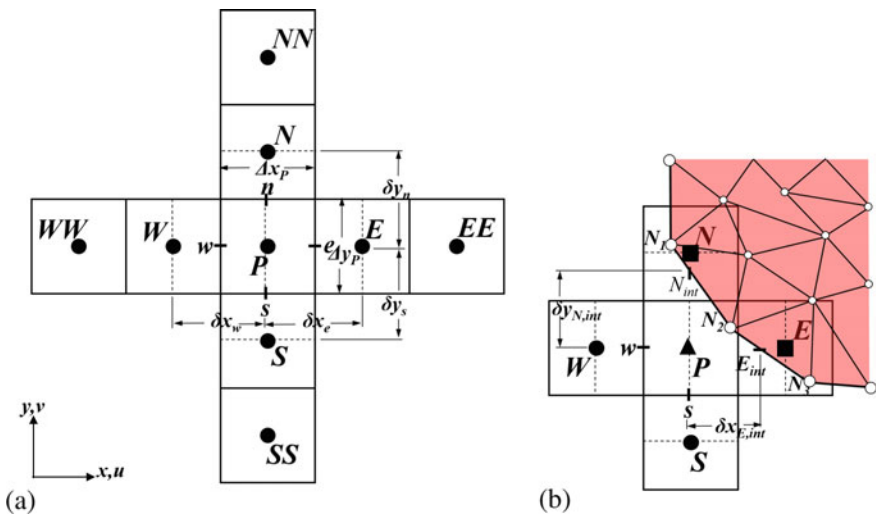 NN
N
Δx_P
n
δy_n
WW
W
w
P
e
Δy_P
E
EE
s
δx_w
δx_e
δy_s
S
SS
y,v
x,u
(a)
N_1
N
N_int
δy_N,int
N_2
E
W
w
P
E_int
N_3
s
δx_E,int
S
(b)